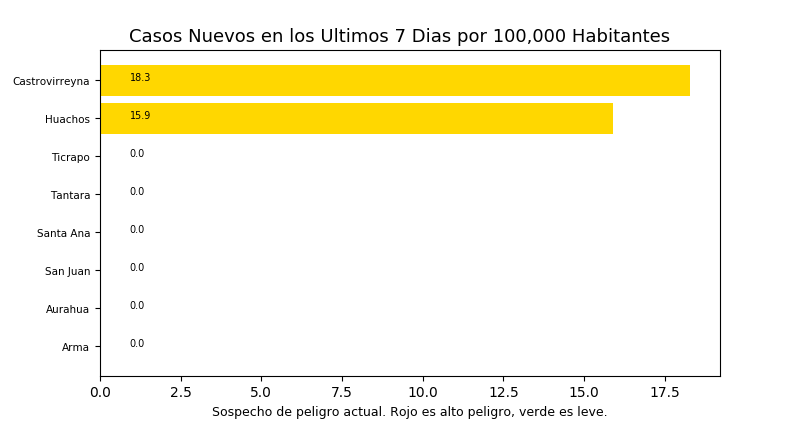 Casos Nuevos en los Ultimos 7 Dias por 100,000 Habitantes
Castrovirreyna 18.3
Huachos 15.9
Ticrapo 0.0
Tantara 0.0
Santa Ana 0.0
San Juan 0.0
Aurahua 0.0
Arma 0.0
0.0 2.5 5.0 7.5 10.0 12.5 15.0 17.5
Sospecho de peligro actual. Rojo es alto peligro, verde es leve.